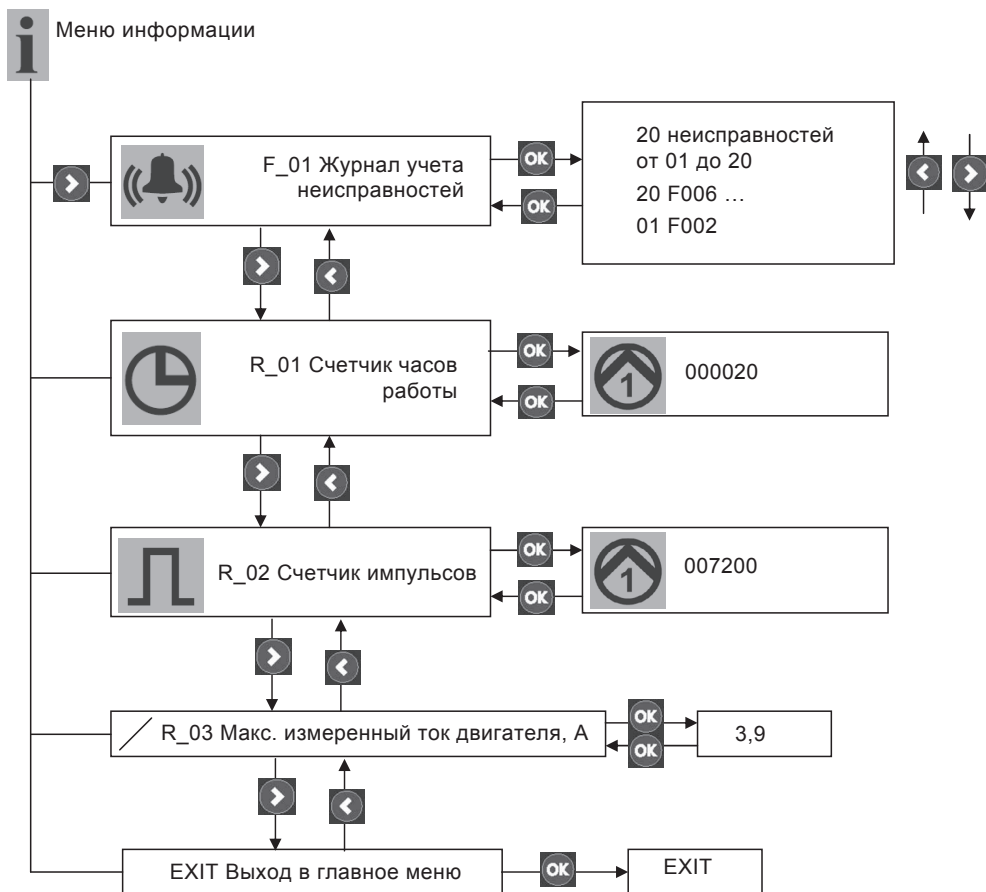 i
Меню информации
F_01 Журнал учета
неисправностей
OK
OK
20 неисправностей
от 01 до 20
20 F006 …
01 F002
R_01 Счетчик часов
работы
OK
OK
1
000020
R_02 Счетчик импульсов
OK
OK
1
007200
R_03 Макс. измеренный ток двигателя, А
OK
OK
3,9
EXIT Выход в главное меню
OK
EXIT